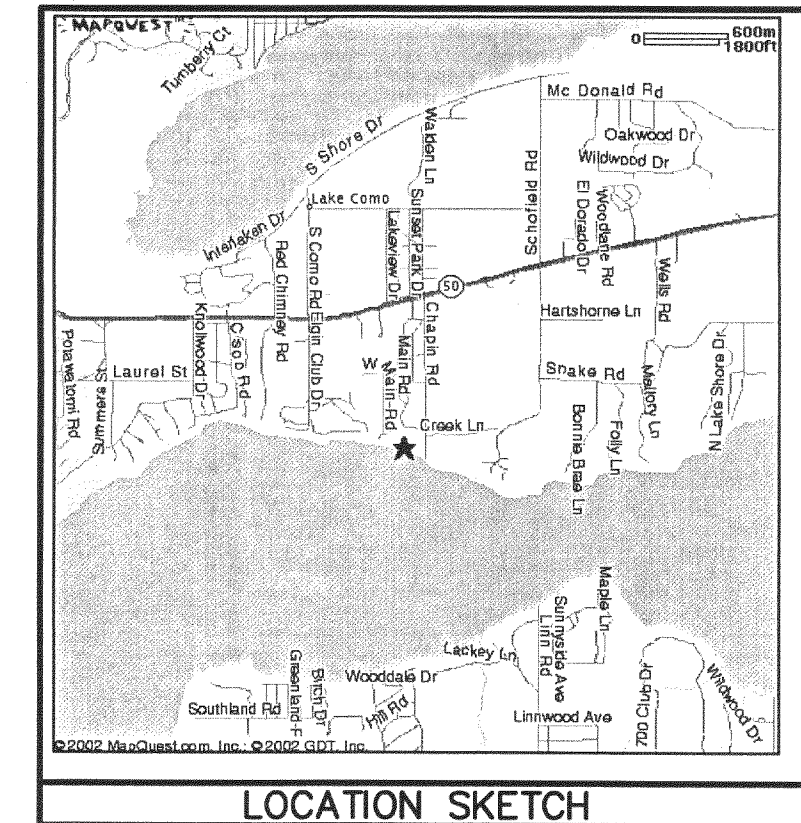 MAPQUEST™
Turnberry Ct
0 600m
1800ft
Mc Donald Rd
Oakwood Dr
Wildwood Dr
S Shore Dr
Walden Ln
Schofield Rd
El Dorado Dr
Woodlane Rd
Lake Como
Interlaken Dr
Lakeview Dr
Sunset Park Dr
Red Chimney Rd
S Como Rd
Elgin Club Dr
50
Wells Rd
Hartshorne Ln
Knollwood Dr
Cisco Rd
Chapin Rd
Main Rd
W Main-Rd
Potawatomi Rd
Summers St
Laurel St
Snake Rd
Mallory Ln
N Lake Shore Dr
Creek Ln
Bonnie Brae Ln
Folly Ln
Maple Ln
Sunnyside Ave
Linn Rd
Lackey Ln
Wooddale Dr
Greenland-F
Birch Dr
Hill Rd
Southland Rd
Linnwood Ave
700 Club Dr
Wildwood Dr
©2002 MapQuest.com, Inc.; ©2002 GDT, Inc.
LOCATION SKETCH